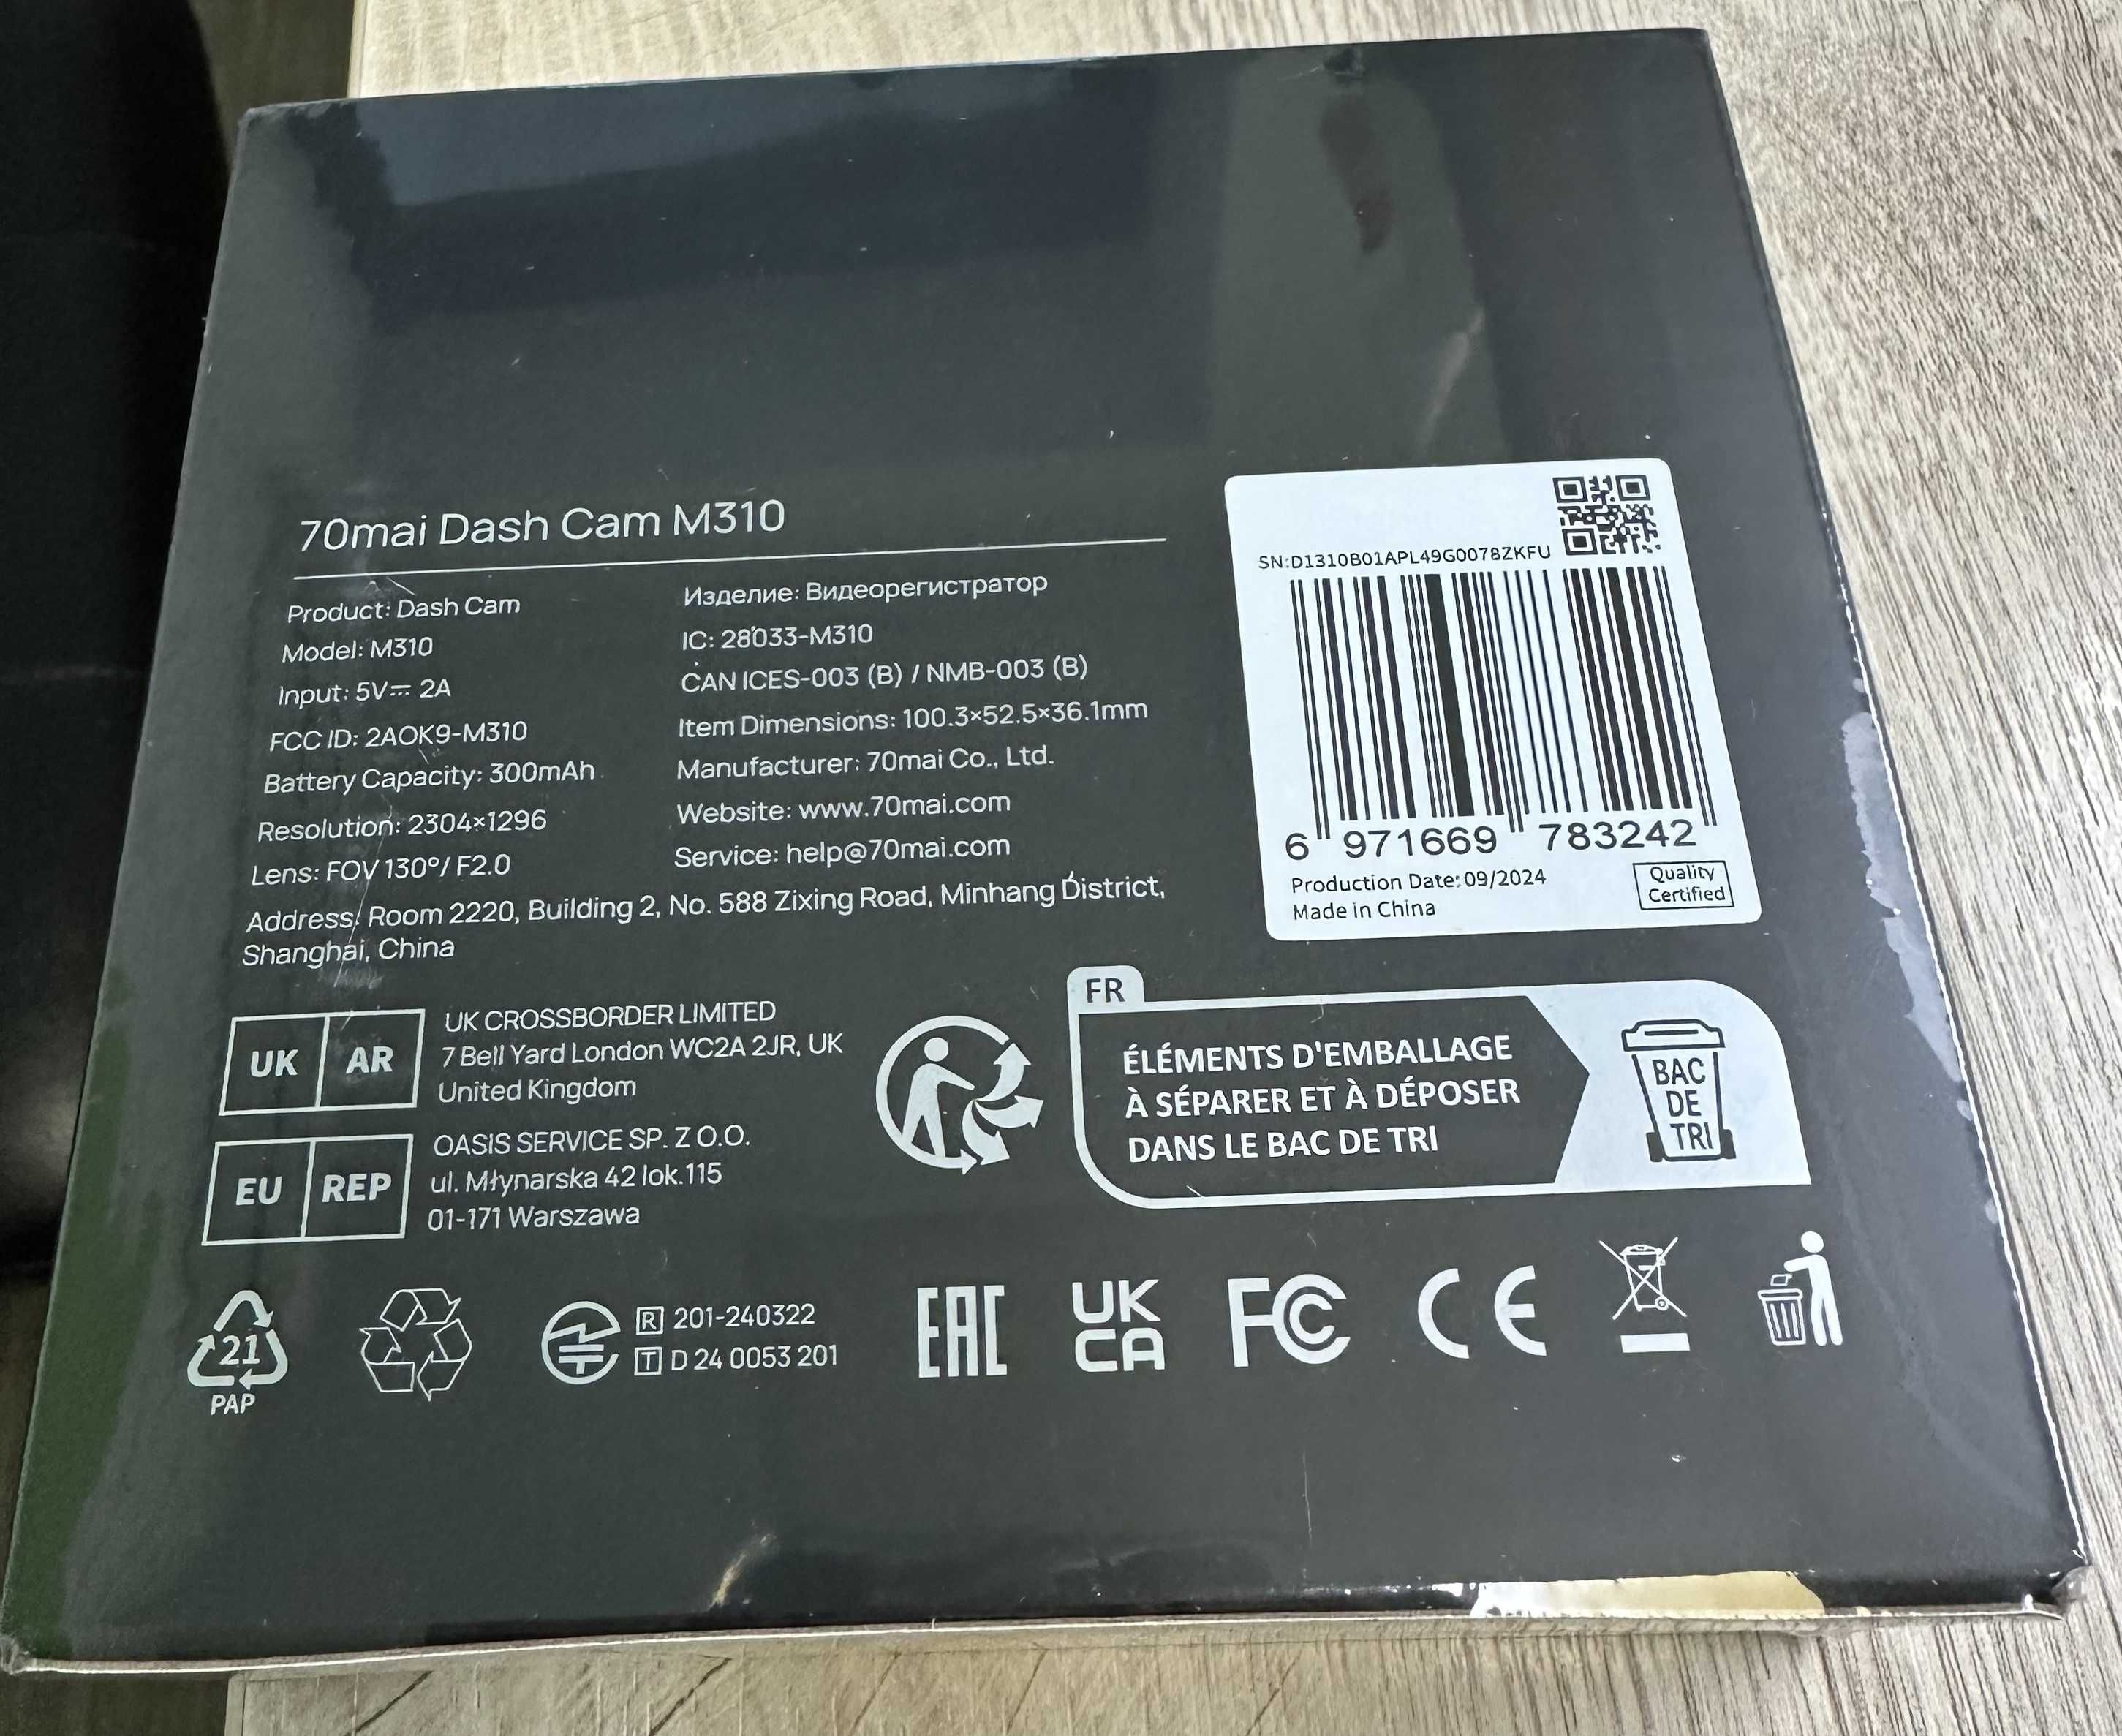 70mai Dash Cam M310
Product: Dash Cam
Model: M310
Input: 5V⎓ 2A
FCC ID: 2AOK9-M310
Battery Capacity: 300mAh
Resolution: 2304×1296
Lens: FOV 130°/ F2.0
Изделие: Видеорегистратор
IC: 28033-M310
CAN ICES-003 (B) / NMB-003 (B)
Item Dimensions: 100.3×52.5×36.1mm
Manufacturer: 70mai Co., Ltd.
Website: www.70mai.com
Service: help@70mai.com
Address: Room 2220, Building 2, No. 588 Zixing Road, Minhang District,
Shanghai, China
SN:D1310B01APL49G0078ZKFU
6 971669 783242
Production Date: 09/2024
Made in China
Quality
Certified
UK AR
UK CROSSBORDER LIMITED
7 Bell Yard London WC2A 2JR, UK
United Kingdom
EU REP
OASIS SERVICE SP. Z O.O.
ul. Młynarska 42 lok.115
01-171 Warszawa
FR
ÉLÉMENTS D'EMBALLAGE
À SÉPARER ET À DÉPOSER
DANS LE BAC DE TRI
BAC
DE
TRI
21
PAP
R 201-240322
T D 24 0053 201
EAC
UK
CA
FC
CE